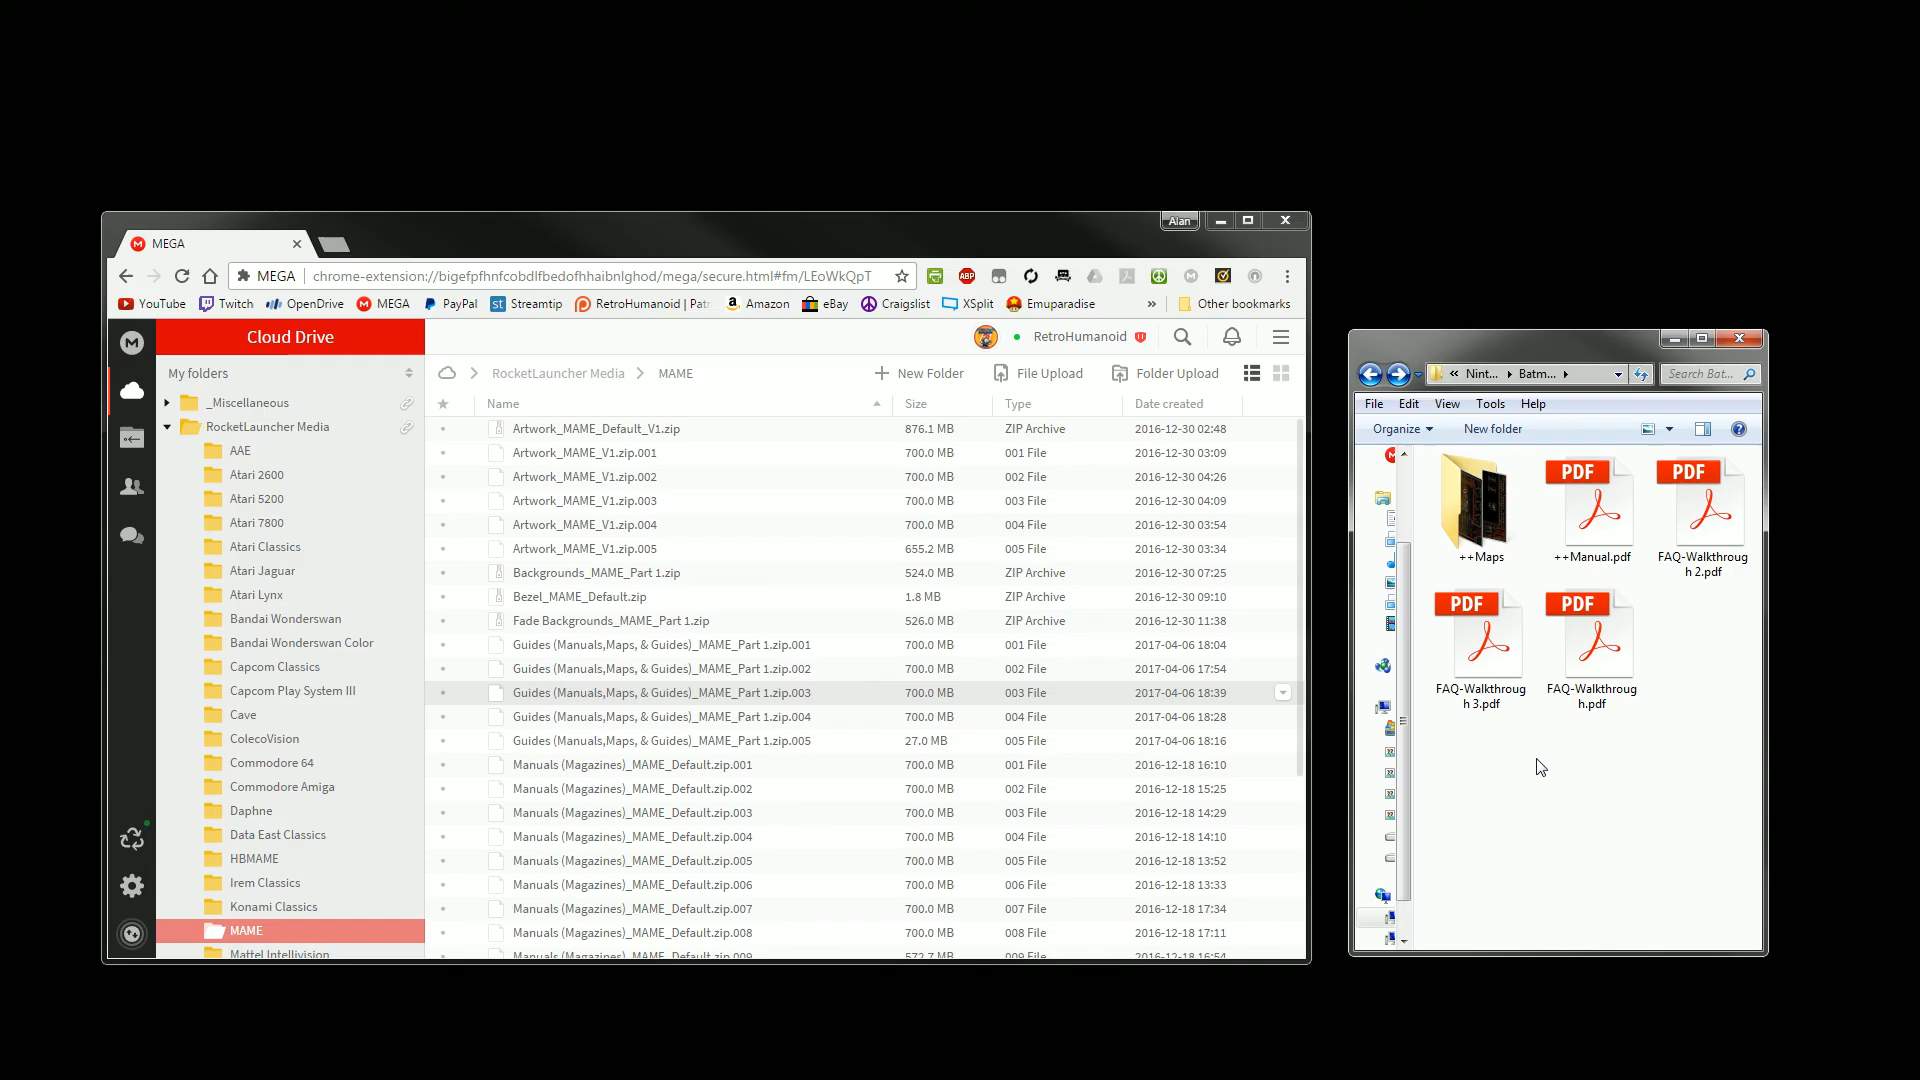 Alan
MEGA
MEGA chrome-extension://bigefpfhnfcobdlfbedofhhaibnlghod/mega/secure.html#fm/LEoWkQpT
YouTube Twitch OpenDrive MEGA PayPal Streamtip RetroHumanoid | Patr Amazon eBay Craigslist XSplit Emuparadise » Other bookmarks
Cloud Drive
RetroHumanoid
My folders
RocketLauncher Media MAME New Folder File Upload Folder Upload
_Miscellaneous
RocketLauncher Media
AAE
Atari 2600
Atari 5200
Atari 7800
Atari Classics
Atari Jaguar
Atari Lynx
Bandai Wonderswan
Bandai Wonderswan Color
Capcom Classics
Capcom Play System III
Cave
ColecoVision
Commodore 64
Commodore Amiga
Daphne
Data East Classics
HBMAME
Irem Classics
Konami Classics
MAME
Mattel Intellivision
Name Size Type Date created
Artwork_MAME_Default_V1.zip 876.1 MB ZIP Archive 2016-12-30 02:48
Artwork_MAME_V1.zip.001 700.0 MB 001 File 2016-12-30 03:09
Artwork_MAME_V1.zip.002 700.0 MB 002 File 2016-12-30 04:26
Artwork_MAME_V1.zip.003 700.0 MB 003 File 2016-12-30 04:09
Artwork_MAME_V1.zip.004 700.0 MB 004 File 2016-12-30 03:54
Artwork_MAME_V1.zip.005 655.2 MB 005 File 2016-12-30 03:34
Backgrounds_MAME_Part 1.zip 524.0 MB ZIP Archive 2016-12-30 07:25
Bezel_MAME_Default.zip 1.8 MB ZIP Archive 2016-12-30 09:10
Fade Backgrounds_MAME_Part 1.zip 526.0 MB ZIP Archive 2016-12-30 11:38
Guides (Manuals,Maps, & Guides)_MAME_Part 1.zip.001 700.0 MB 001 File 2017-04-06 18:04
Guides (Manuals,Maps, & Guides)_MAME_Part 1.zip.002 700.0 MB 002 File 2017-04-06 17:54
Guides (Manuals,Maps, & Guides)_MAME_Part 1.zip.003 700.0 MB 003 File 2017-04-06 18:39
Guides (Manuals,Maps, & Guides)_MAME_Part 1.zip.004 700.0 MB 004 File 2017-04-06 18:28
Guides (Manuals,Maps, & Guides)_MAME_Part 1.zip.005 27.0 MB 005 File 2017-04-06 18:16
Manuals (Magazines)_MAME_Default.zip.001 700.0 MB 001 File 2016-12-18 16:10
Manuals (Magazines)_MAME_Default.zip.002 700.0 MB 002 File 2016-12-18 15:25
Manuals (Magazines)_MAME_Default.zip.003 700.0 MB 003 File 2016-12-18 14:29
Manuals (Magazines)_MAME_Default.zip.004 700.0 MB 004 File 2016-12-18 14:10
Manuals (Magazines)_MAME_Default.zip.005 700.0 MB 005 File 2016-12-18 13:52
Manuals (Magazines)_MAME_Default.zip.006 700.0 MB 006 File 2016-12-18 13:33
Manuals (Magazines)_MAME_Default.zip.007 700.0 MB 007 File 2016-12-18 17:34
Manuals (Magazines)_MAME_Default.zip.008 700.0 MB 008 File 2016-12-18 17:11
Manuals (Magazines)_MAME_Default.zip.009 572.7 MB 009 File 2016-12-18 16:54
« Nint... Batm... Search Bat...
File Edit View Tools Help
Organize New folder
PDF PDF
++Maps ++Manual.pdf FAQ-Walkthroug
h 2.pdf
PDF PDF
FAQ-Walkthroug FAQ-Walkthroug
h 3.pdf h.pdf